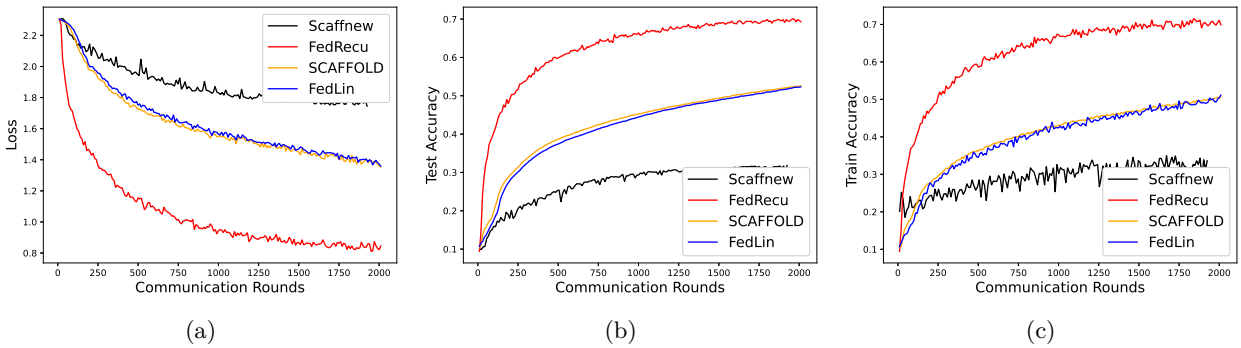 2.2
2.0
1.8
1.6
1.4
1.2
1.0
0.8
Loss
0 250 500 750 1000 1250 1500 1750 2000
Communication Rounds
Scaffnew
FedRecu
SCAFFOLD
FedLin
(a)
0.7
0.6
0.5
0.4
0.3
0.2
0.1
Test Accuracy
0 250 500 750 1000 1250 1500 1750 2000
Communication Rounds
Scaffnew
FedRecu
SCAFFOLD
FedLin
(b)
0.7
0.6
0.5
0.4
0.3
0.2
0.1
Train Accuracy
0 250 500 750 1000 1250 1500 1750 2000
Communication Rounds
Scaffnew
FedRecu
SCAFFOLD
FedLin
(c)